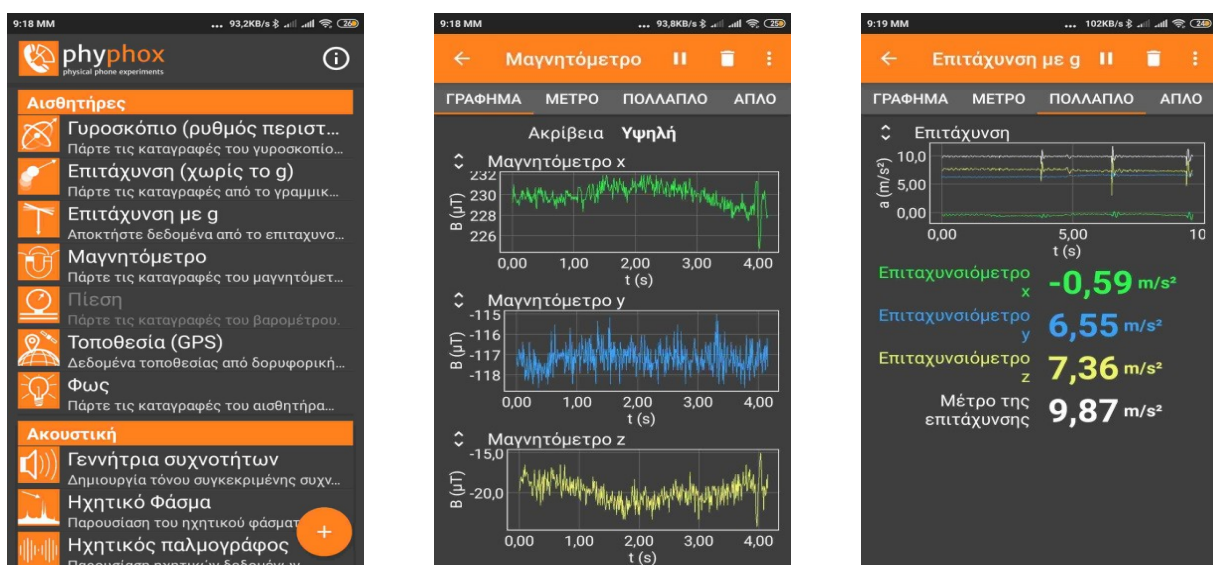 9:18 MM
... 93,2KB/s
26
phyphox
physical phone experiments
Αισθητήρες
Γυροσκόπιο (ρυθμός περιστ...
Πάρτε τις καταγραφές του γυροσκοπίο...
Επιτάχυνση (χωρίς το g)
Πάρτε τις καταγραφές από το γραμμικ...
Επιτάχυνση με g
Αποκτήστε δεδομένα από το επιταχυνσ...
Μαγνητόμετρο
Πάρτε τις καταγραφές του μαγνητόμετ...
Πίεση
Πάρτε τις καταγραφές του βαρομέτρου.
Τοποθεσία (GPS)
Δεδομένα τοποθεσίας από δορυφορική...
Φως
Πάρτε τις καταγραφές του αισθητήρα...
Ακουστική
Γεννήτρια συχνοτήτων
Δημιουργία τόνου συγκεκριμένης συχν...
Ηχητικό Φάσμα
Παρουσίαση του ηχητικού φάσματ
+
Ηχητικός παλμογράφος
Παρουσίαση ηχητικών δεδομένων
9:18 MM
... 93,8KB/s
25
Μαγνητόμετρο
ΓΡΑΦΗΜΑ ΜΕΤΡΟ ΠΟΛΛΑΠΛΟ ΑΠΛΟ
Ακρίβεια Υψηλή
Μαγνητόμετρο x
232
230
228
226
B (μT)
0,00 1,00 2,00 3,00 4,00
t (s)
Μαγνητόμετρο y
-115
-116
-117
-118
B (μT)
0,00 1,00 2,00 3,00 4,00
t (s)
Μαγνητόμετρο z
-15,0
-20,0
B (μT)
0,00 1,00 2,00 3,00 4,00
t (s)
9:19 MM
... 102KB/s
24
Επιτάχυνση με g
ΓΡΑΦΗΜΑ ΜΕΤΡΟ ΠΟΛΛΑΠΛΟ ΑΠΛΟ
Επιτάχυνση
10,0
5,00
0,00
a (m/s²)
0,00 5,00 10
t (s)
Επιταχυνσιόμετρο
x
-0,59 m/s²
Επιταχυνσιόμετρο
y
6,55 m/s²
Επιταχυνσιόμετρο
z
7,36 m/s²
Μέτρο της
επιτάχυνσης
9,87 m/s²